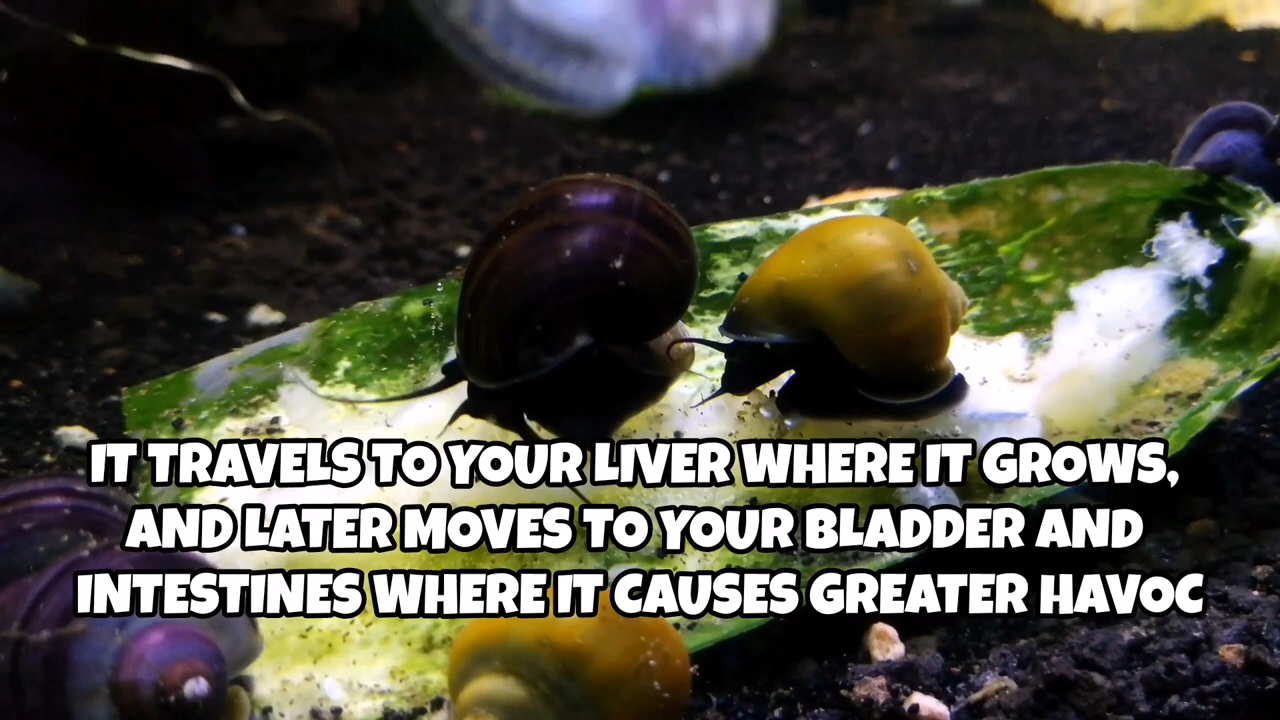 IT TRAVELS TO YOUR LIVER WHERE IT GROWS,
AND LATER MOVES TO YOUR BLADDER AND
INTESTINES WHERE IT CAUSES GREATER HAVOC